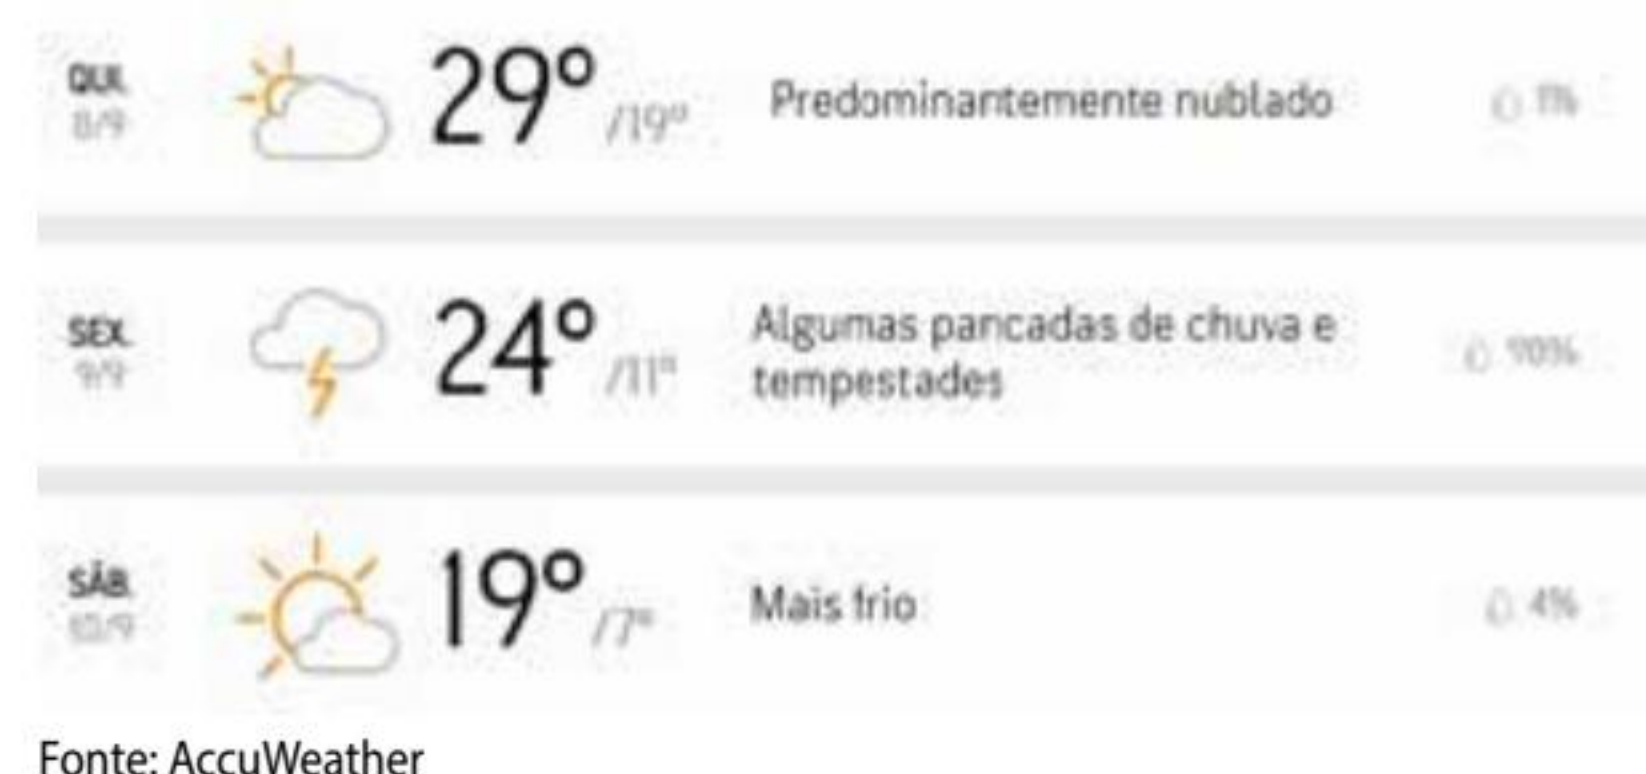 QUI.
8/9
29° /19°
Predominantemente nublado
1%
SEX.
9/9
24° /11°
Algumas pancadas de chuva e
tempestades
90%
SÁB.
10/9
19° /7°
Mais frio
4%
Fonte: AccuWeather